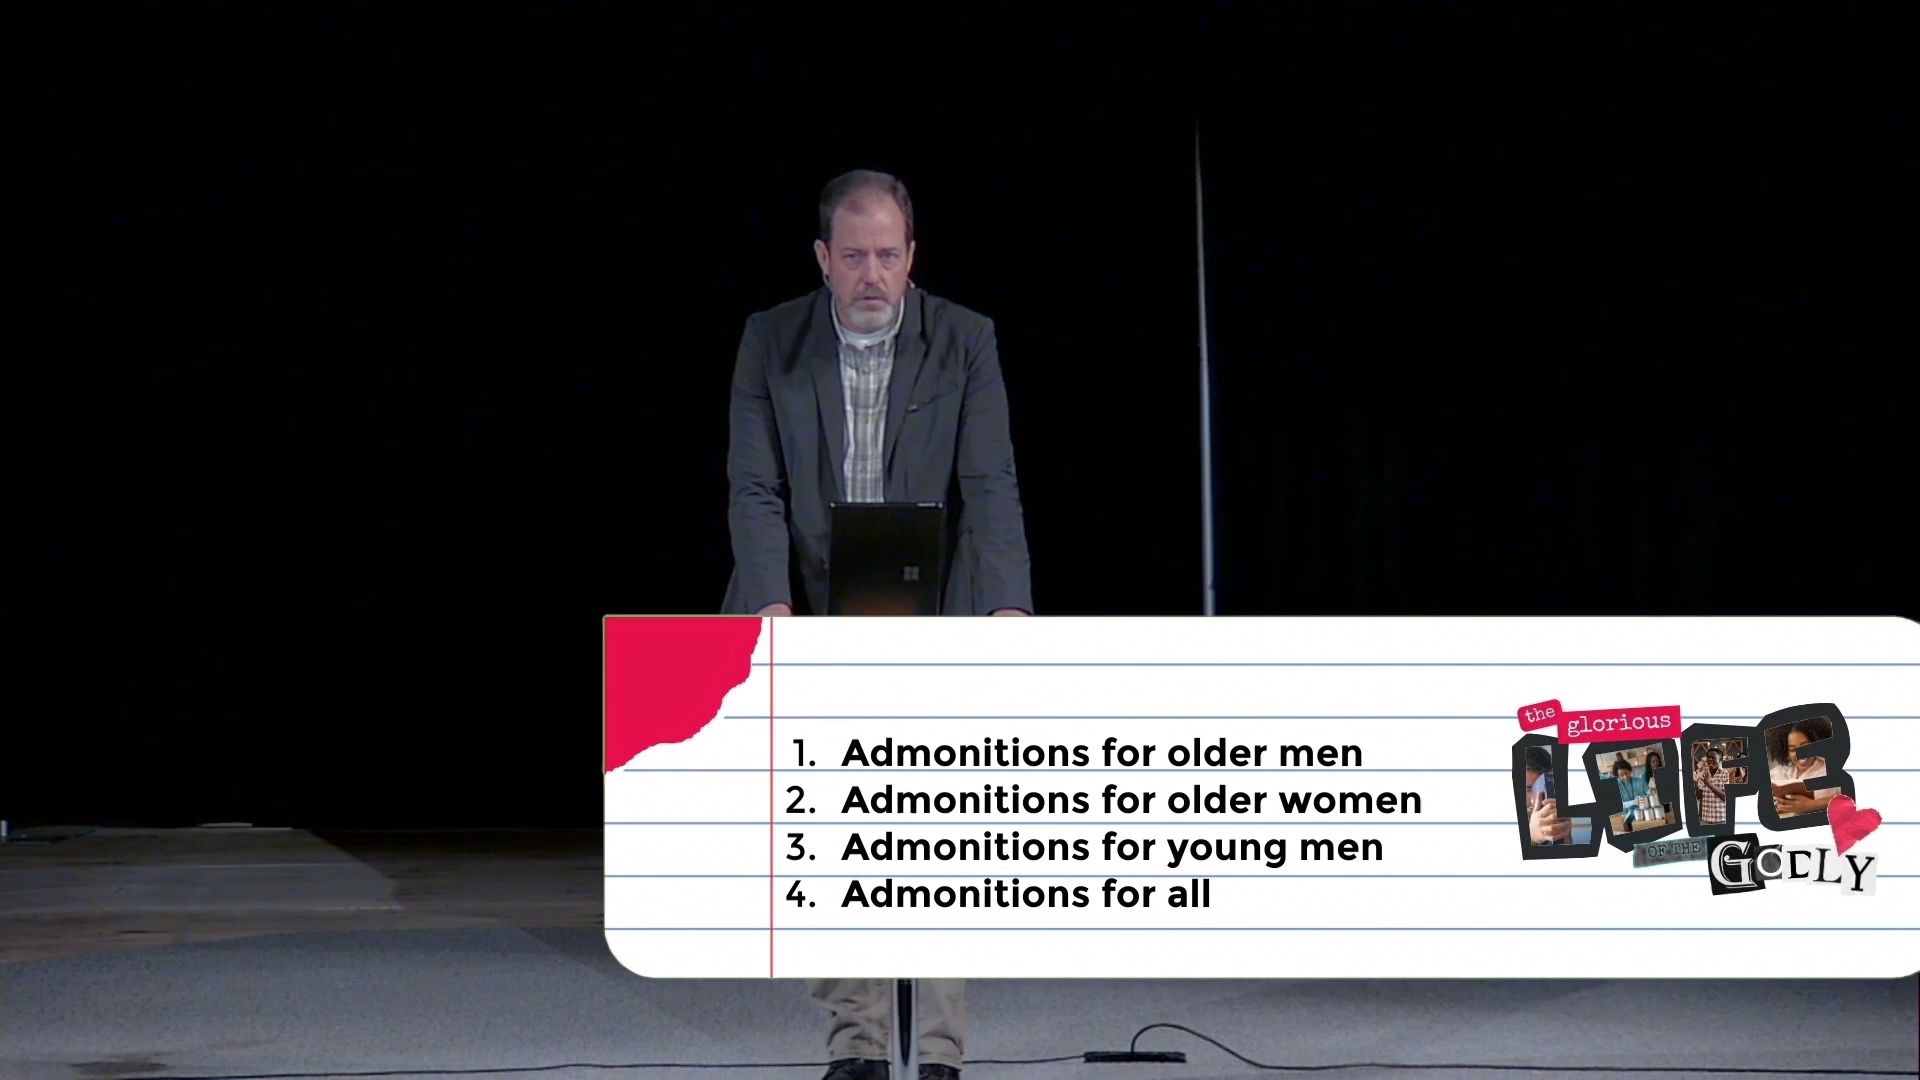 1. Admonitions for older men
2. Admonitions for older women
3. Admonitions for young men
4. Admonitions for all
the
glorious
LIFE
OF THE
GODLY